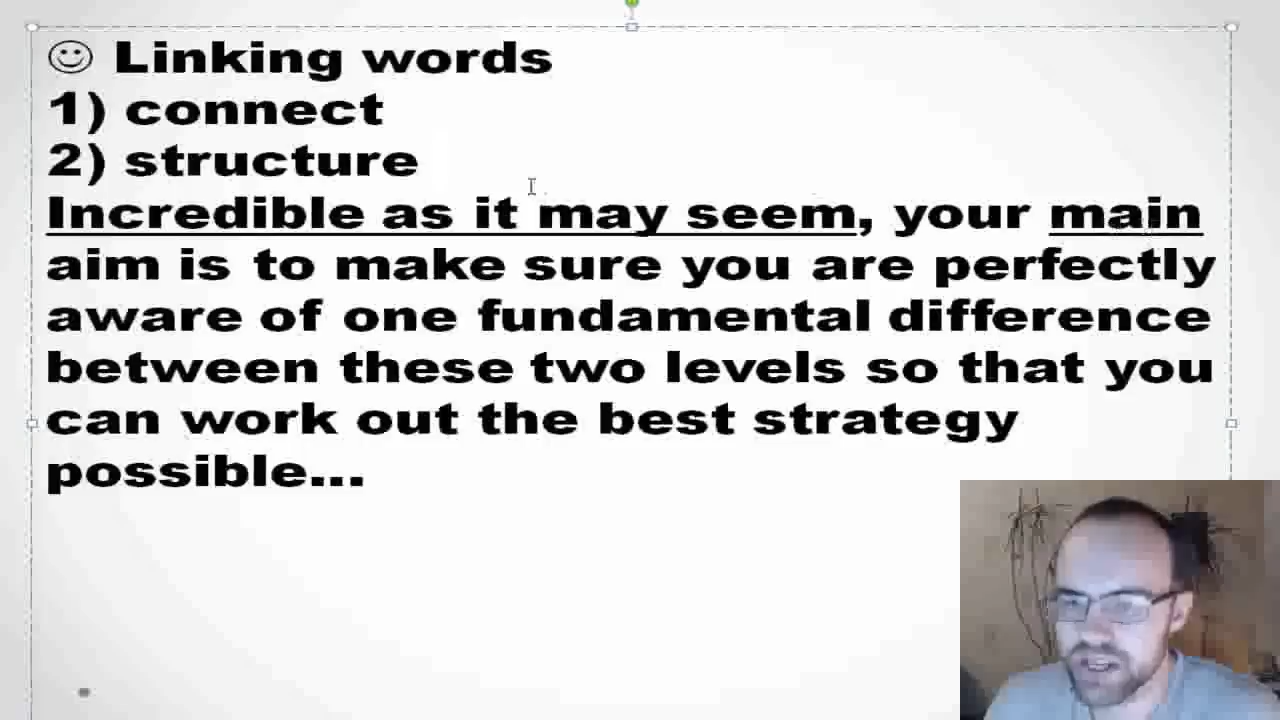 ☺ Linking words
1) connect
2) structure
Incredible as it may seem, your main
aim is to make sure you are perfectly
aware of one fundamental difference
between these two levels so that you
can work out the best strategy
possible...